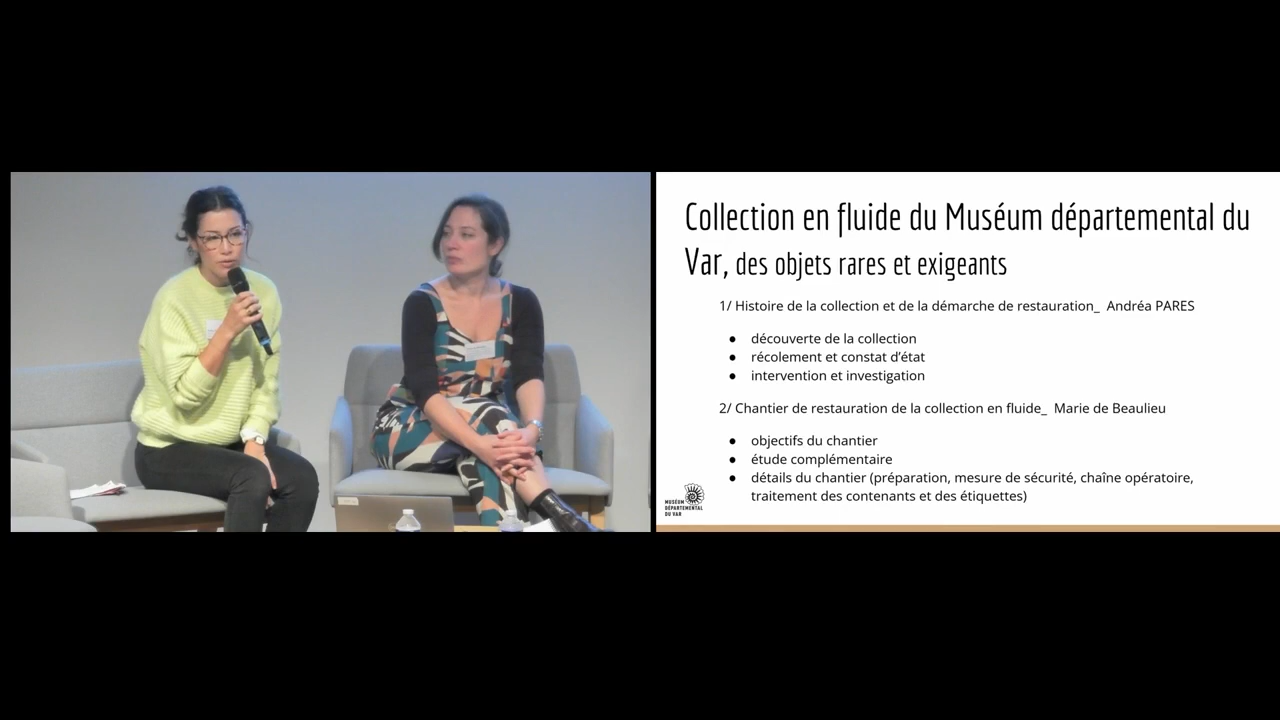 Collection en fluide du Muséum départemental du
Var, des objets rares et exigeants
1/ Histoire de la collection et de la démarche de restauration_ Andréa PARES
● découverte de la collection
● récolement et constat d'état
● intervention et investigation
2/ Chantier de restauration de la collection en fluide_ Marie de Beaulieu
● objectifs du chantier
● étude complémentaire
● détails du chantier (préparation, mesure de sécurité, chaîne opératoire,
traitement des contenants et des étiquettes)
MUSÉUM
DÉPARTEMENTAL
DU VAR